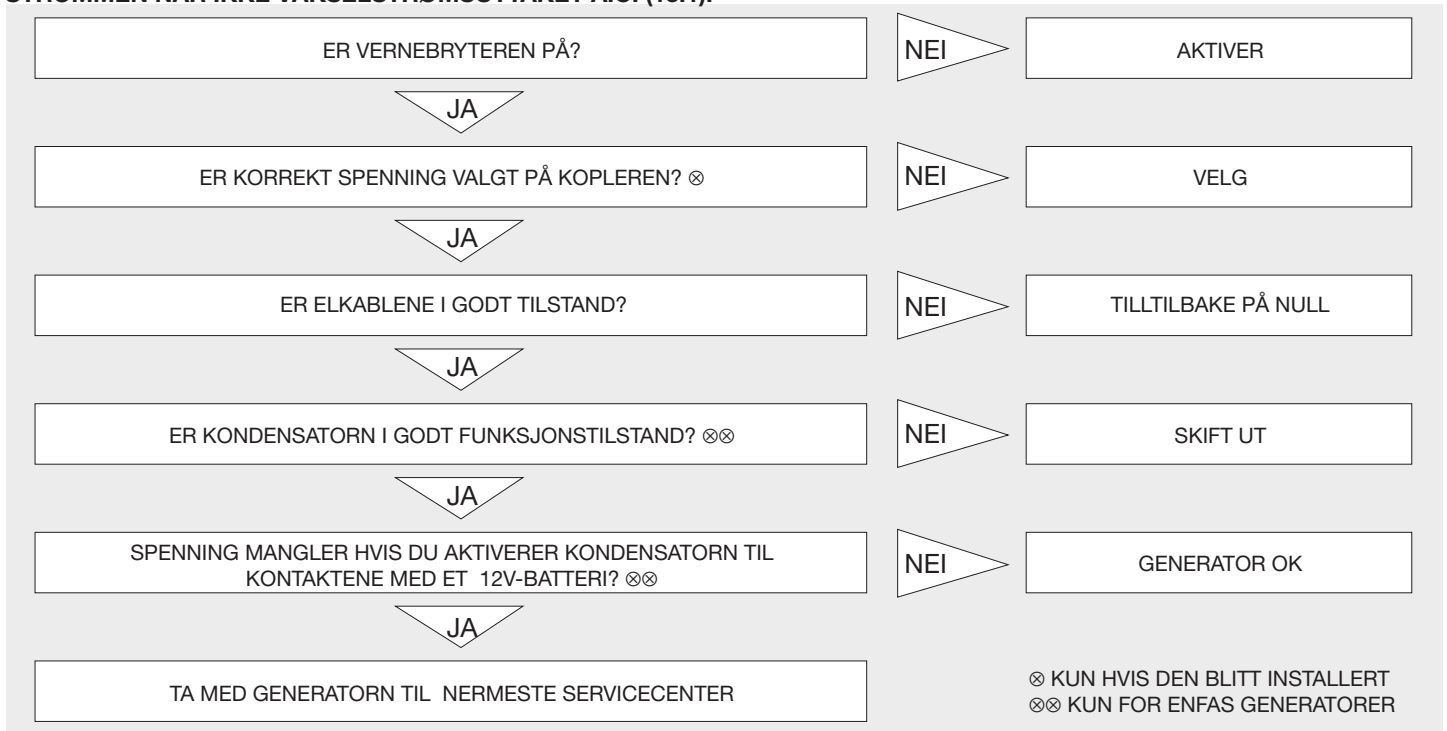 ER VERNEBRYTEREN PÅ?
NEI
AKTIVER
JA
ER KORREKT SPENNING VALGT PÅ KOPLEREN? ⊗
NEI
VELG
JA
ER ELKABLENE I GODT TILSTAND?
NEI
TILLTILBAKE PÅ NULL
JA
ER KONDENSATORN I GODT FUNKSJONSTILSTAND? ⊗⊗
NEI
SKIFT UT
JA
SPENNING MANGLER HVIS DU AKTIVERER KONDENSATORN TIL
KONTAKTENE MED ET 12V-BATTERI? ⊗⊗
NEI
GENERATOR OK
JA
TA MED GENERATORN TIL NERMESTE SERVICECENTER
⊗ KUN HVIS DEN BLITT INSTALLERT
⊗⊗ KUN FOR ENFAS GENERATORER